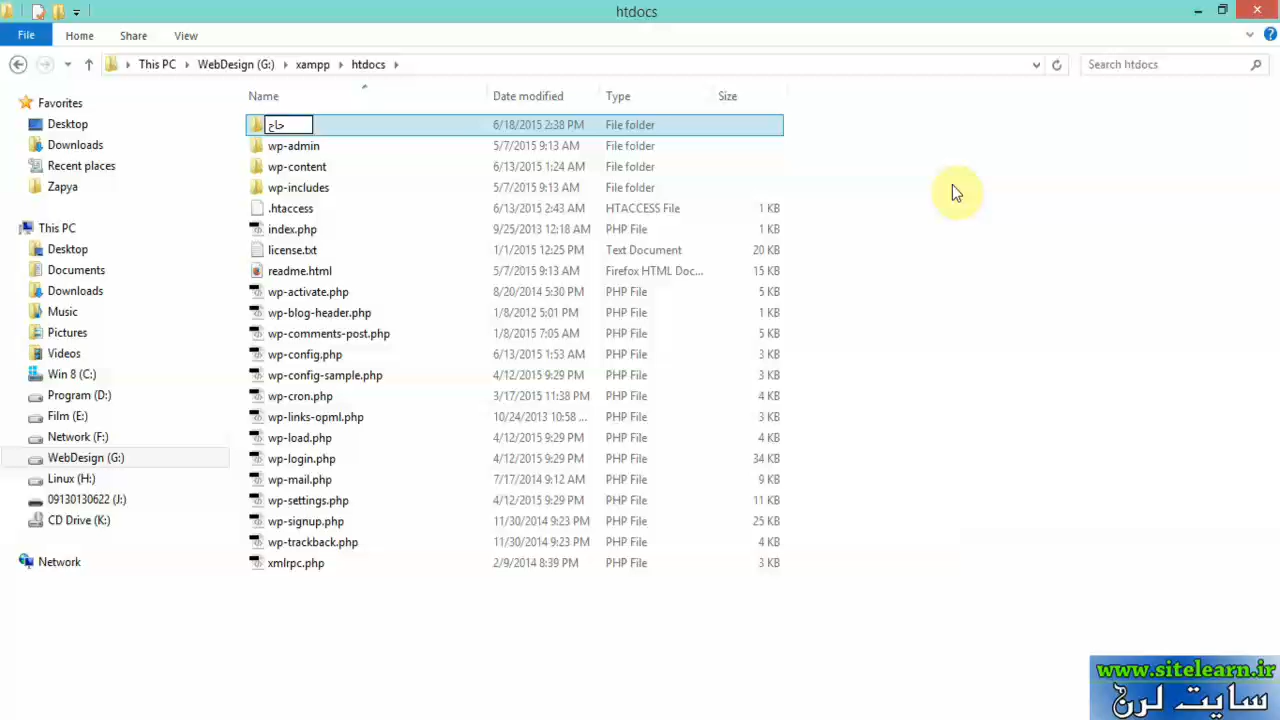 htdocs
File Home Share View
This PC WebDesign (G:) xampp htdocs Search htdocs
Name Date modified Type Size
Favorites
Desktop
Downloads
Recent places
Zapya
This PC
Desktop
Documents
Downloads
Music
Pictures
Videos
Win 8 (C:)
Program (D:)
Film (E:)
Network (F:)
WebDesign (G:)
Linux (H:)
09130130622 (J:)
CD Drive (K:)
Network
حاج 6/18/2015 2:38 PM File folder
wp-admin 5/7/2015 9:13 AM File folder
wp-content 6/13/2015 1:24 AM File folder
wp-includes 5/7/2015 9:13 AM File folder
.htaccess 6/13/2015 2:43 AM HTACCESS File 1 KB
index.php 9/25/2013 12:18 AM PHP File 1 KB
license.txt 1/1/2015 12:25 PM Text Document 20 KB
readme.html 5/7/2015 9:13 AM Firefox HTML Doc... 15 KB
wp-activate.php 8/20/2014 5:30 PM PHP File 5 KB
wp-blog-header.php 1/8/2012 5:01 PM PHP File 1 KB
wp-comments-post.php 1/8/2015 7:05 AM PHP File 5 KB
wp-config.php 6/13/2015 1:53 AM PHP File 3 KB
wp-config-sample.php 4/12/2015 9:29 PM PHP File 3 KB
wp-cron.php 3/17/2015 11:38 PM PHP File 4 KB
wp-links-opml.php 10/24/2013 10:58 ... PHP File 3 KB
wp-load.php 4/12/2015 9:29 PM PHP File 3 KB
wp-login.php 4/12/2015 9:29 PM PHP File 34 KB
wp-mail.php 7/17/2014 9:12 AM PHP File 9 KB
wp-settings.php 4/12/2015 9:29 PM PHP File 11 KB
wp-signup.php 11/30/2014 9:23 PM PHP File 25 KB
wp-trackback.php 11/30/2014 9:23 PM PHP File 4 KB
xmlrpc.php 2/9/2014 8:39 PM PHP File 3 KB
www.sitelearn.ir
سایت لرن